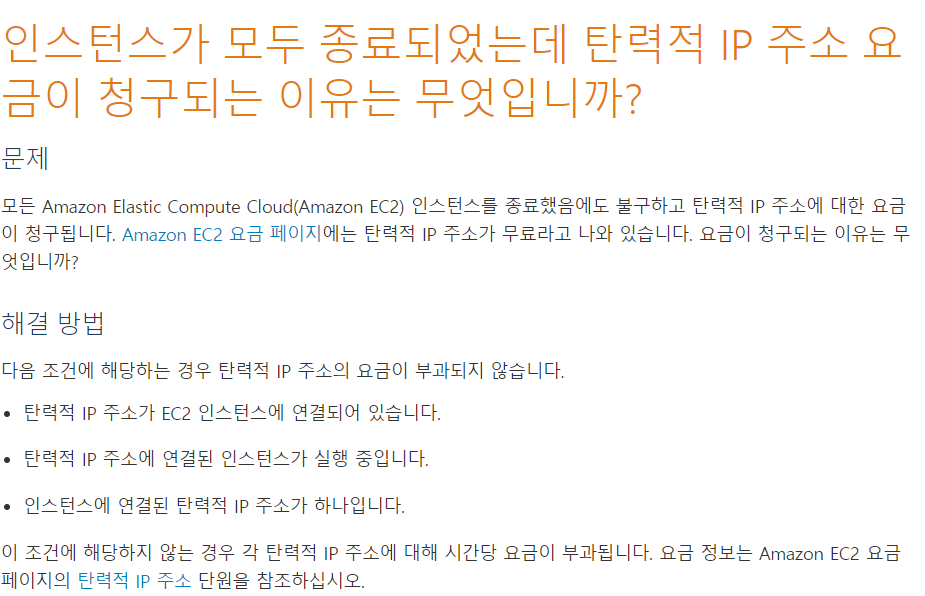 인스턴스가 모두 종료되었는데 탄력적 IP 주소 요
금이 청구되는 이유는 무엇입니까?
문제
모든 Amazon Elastic Compute Cloud(Amazon EC2) 인스턴스를 종료했음에도 불구하고 탄력적 IP 주소에 대한 요금
이 청구됩니다. Amazon EC2 요금 페이지에는 탄력적 IP 주소가 무료라고 나와 있습니다. 요금이 청구되는 이유는 무
엇입니까?
해결 방법
다음 조건에 해당하는 경우 탄력적 IP 주소의 요금이 부과되지 않습니다.
• 탄력적 IP 주소가 EC2 인스턴스에 연결되어 있습니다.
• 탄력적 IP 주소에 연결된 인스턴스가 실행 중입니다.
• 인스턴스에 연결된 탄력적 IP 주소가 하나입니다.
이 조건에 해당하지 않는 경우 각 탄력적 IP 주소에 대해 시간당 요금이 부과됩니다. 요금 정보는 Amazon EC2 요금
페이지의 탄력적 IP 주소 단원을 참조하십시오.